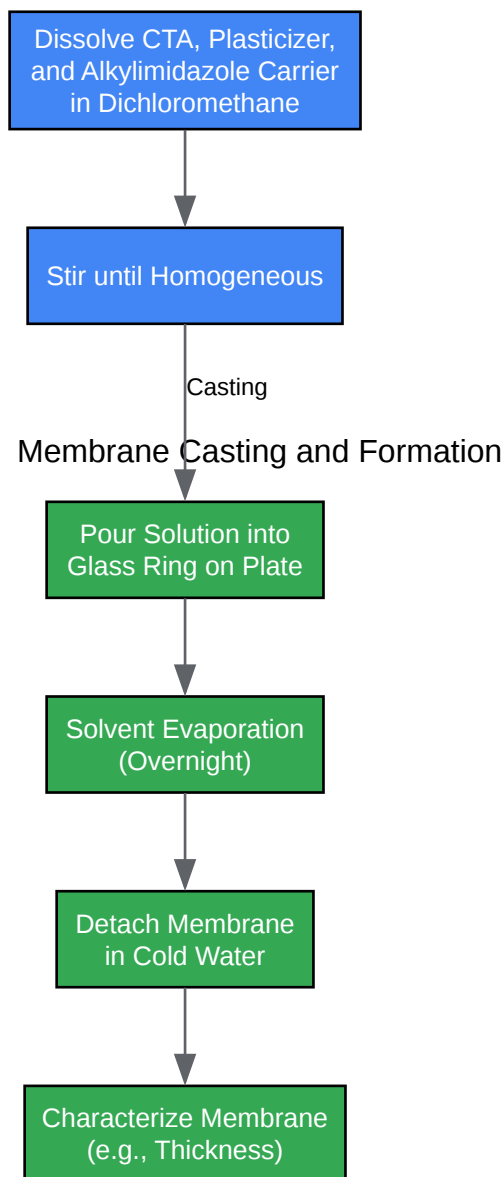 Dissolve CTA, Plasticizer,
and Alkylimidazole Carrier
in Dichloromethane
Stir until Homogeneous
Casting
Membrane Casting and Formation
Pour Solution into
Glass Ring on Plate
Solvent Evaporation
(Overnight)
Detach Membrane
in Cold Water
Characterize Membrane
(e.g., Thickness)